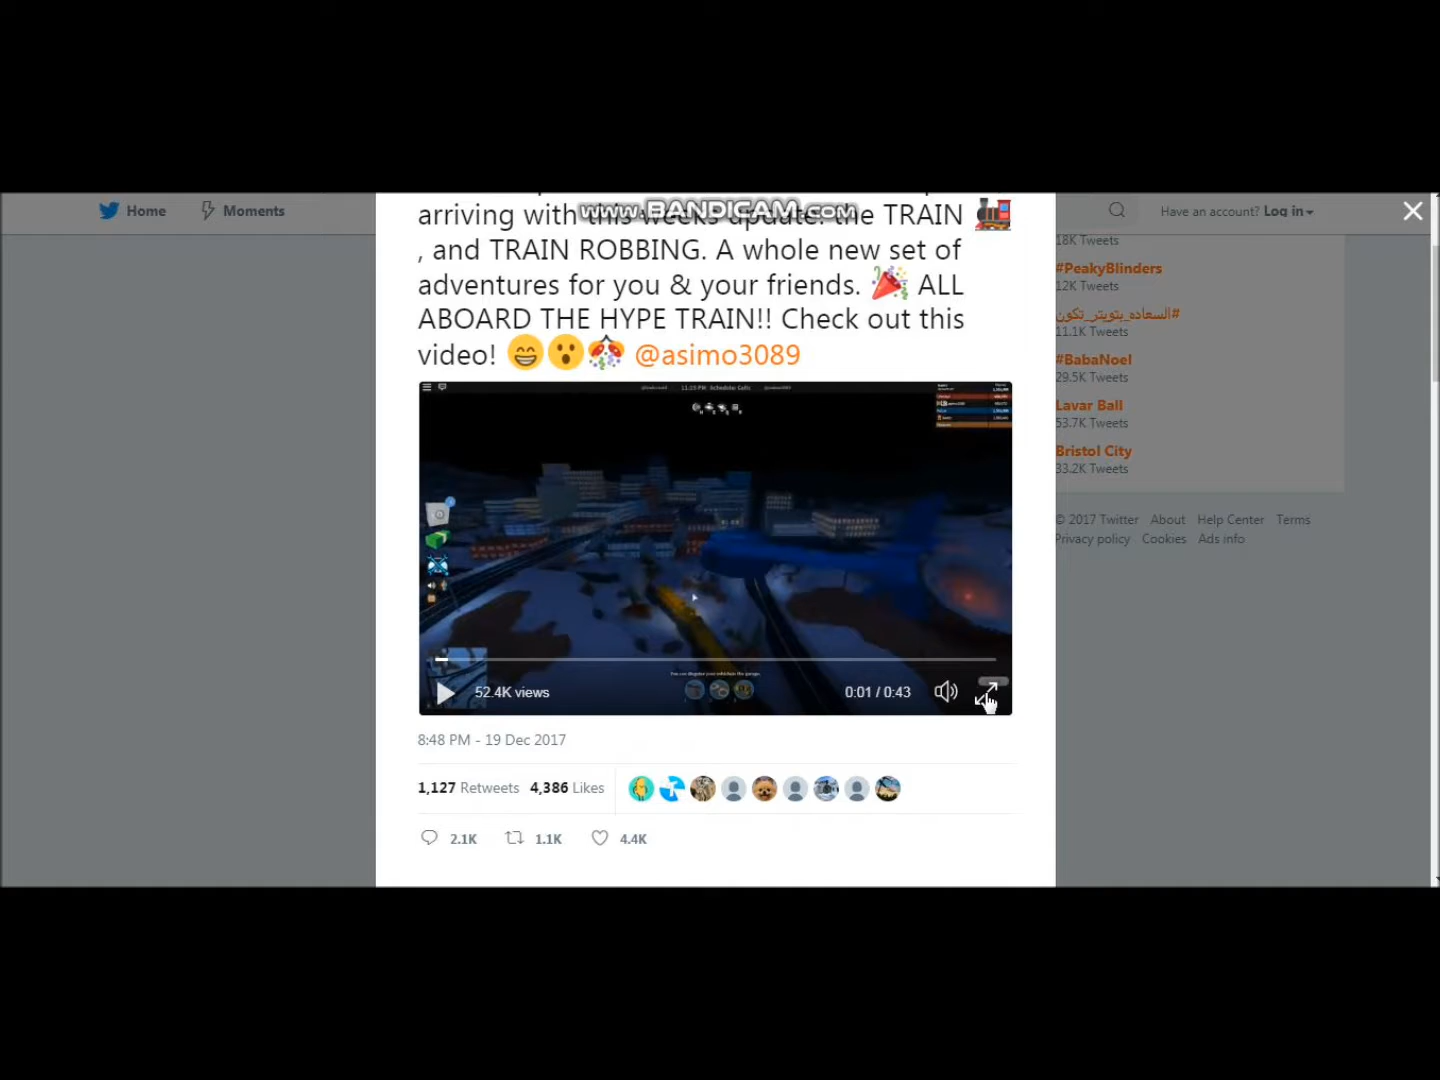 Home
Moments
www.BANDICAM.com
Have an account? Log in
arriving with this weeks update: the TRAIN 🚂
, and TRAIN ROBBING. A whole new set of
adventures for you & your friends. 🎉 ALL
ABOARD THE HYPE TRAIN!! Check out this
video! 😁😮🎊 @asimo3089
18K Tweets
#PeakyBlinders
12K Tweets
#السعاده_بتويتر_تكون
11.1K Tweets
#BabaNoel
29.5K Tweets
Lavar Ball
53.7K Tweets
Bristol City
33.2K Tweets
© 2017 Twitter About Help Center Terms
Privacy policy Cookies Ads info
52.4K views
0:01 / 0:43
8:48 PM - 19 Dec 2017
1,127 Retweets 4,386 Likes
2.1K 1.1K 4.4K